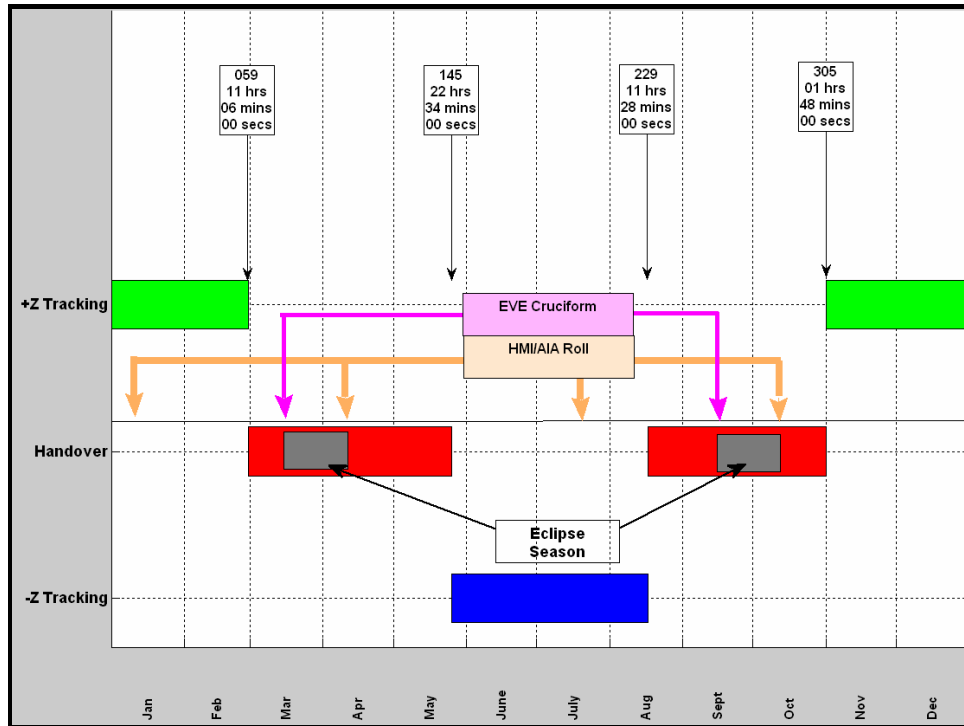 059
11 hrs
06 mins
00 secs
145
22 hrs
34 mins
00 secs
229
11 hrs
28 mins
00 secs
305
01 hrs
48 mins
00 secs
+Z Tracking
EVE Cruciform
HMI/AIA Roll
Handover
Eclipse
Season
-Z Tracking
Jan
Feb
Mar
Apr
May
June
July
Aug
Sept
Oct
Nov
Dec